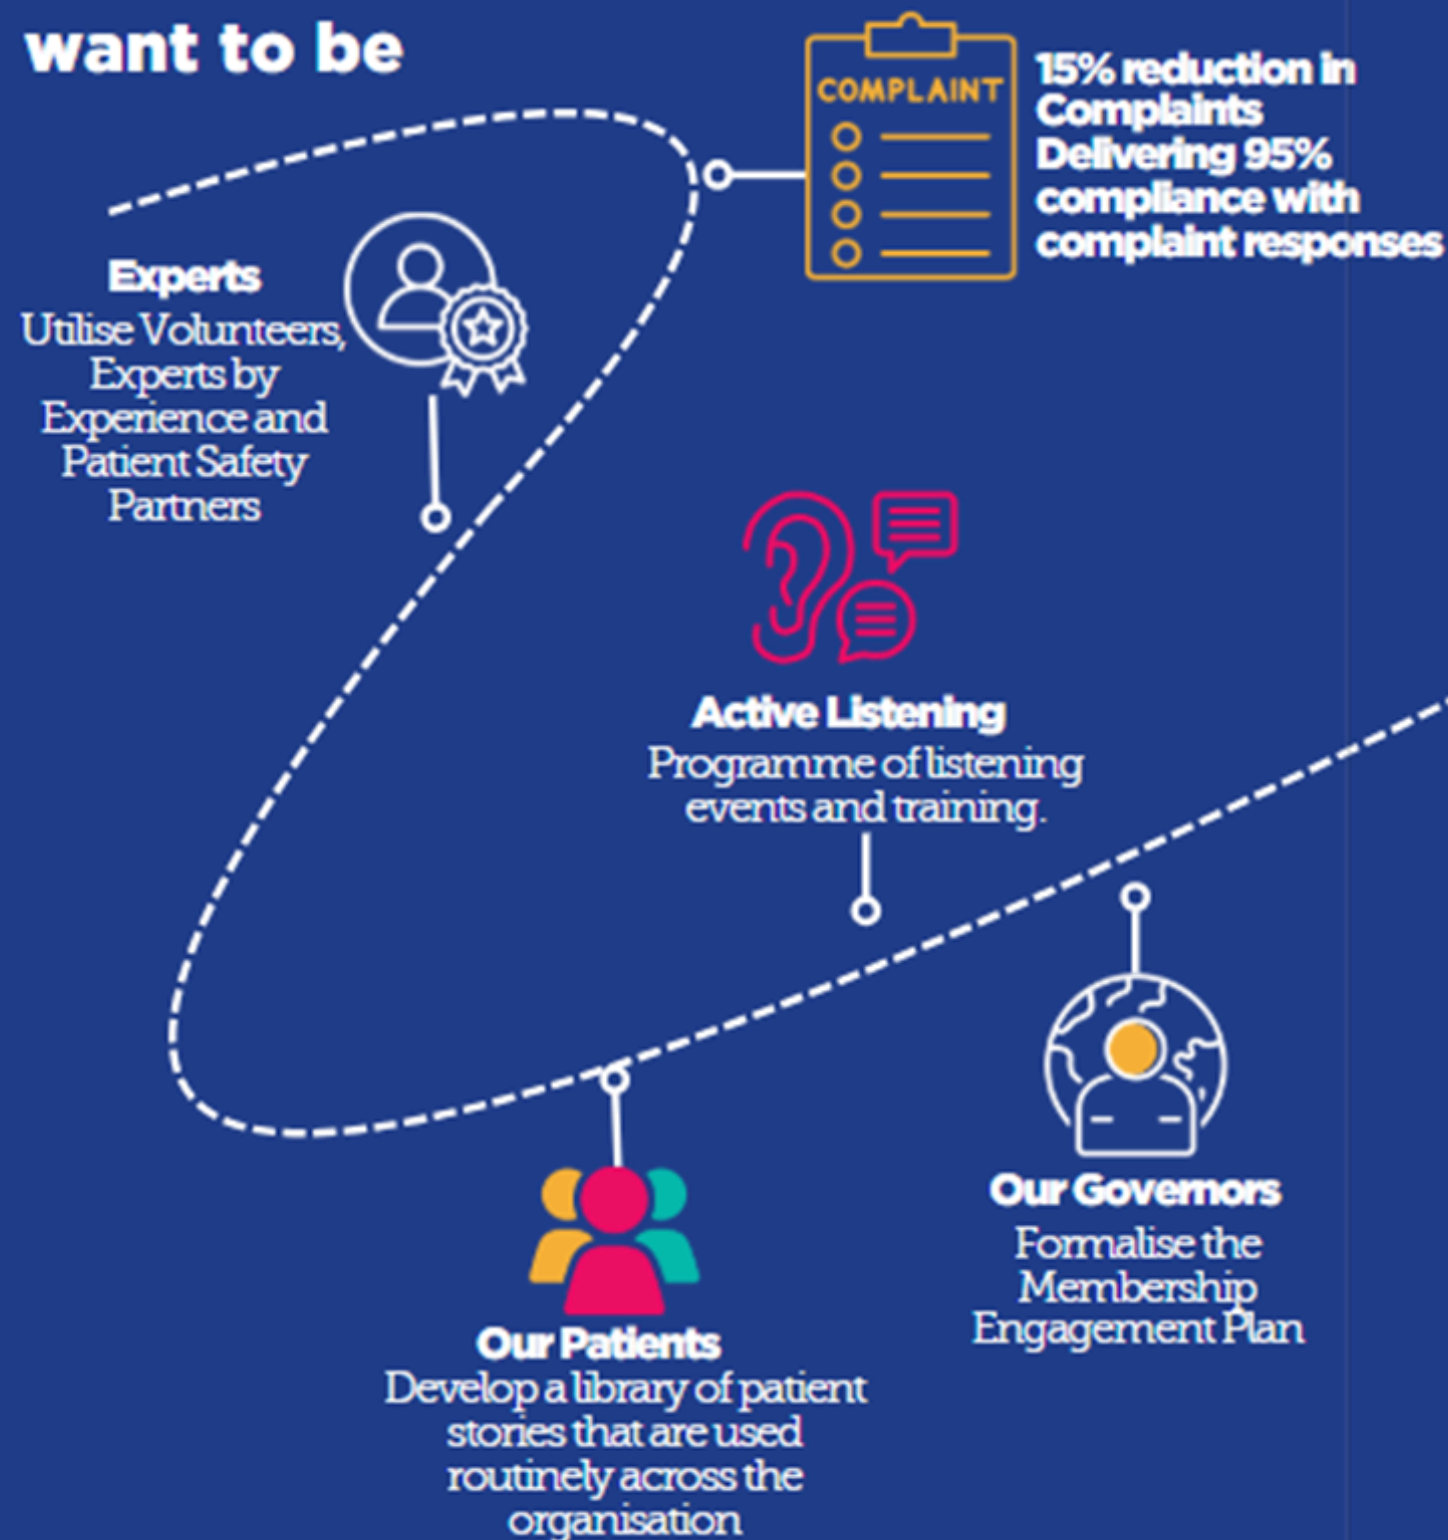 want to be
COMPLAINT
15% reduction in
Complaints
Delivering 95%
compliance with
complaint responses
Experts
Utilise Volunteers,
Experts by
Experience and
Patient Safety
Partners
Active Listening
Programme of listening
events and training.
Our Governors
Formalise the
Membership
Engagement Plan
Our Patients
Develop a library of patient
stories that are used
routinely across the
organisation